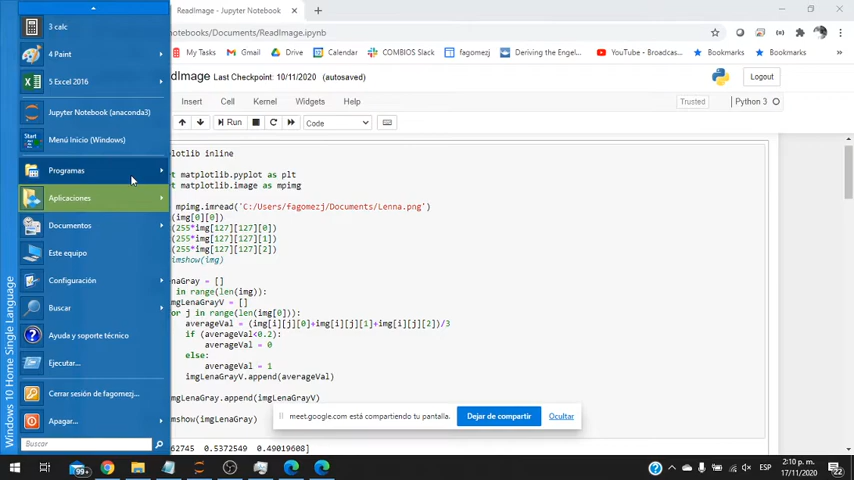 3 calc
4 Paint
5 Excel 2016
Jupyter Notebook (anaconda3)
Menú Inicio (Windows)
Programas
Aplicaciones
Documentos
Este equipo
Configuración
Buscar
Ayuda y soporte técnico
Ejecutar...
Cerrar sesión de fagomezj...
Apagar...
Buscar
Windows 10 Home Single Language
ReadImage - Jupyter Notebook
notebooks/Documents/ReadImage.ipynb
My Tasks
Gmail
Drive
Calendar
COMBIOS Slack
fagomezj
Deriving the Engel...
YouTube - Broadcas...
Bookmarks
Bookmarks
ReadImage Last Checkpoint: 10/11/2020 (autosaved)
Logout
Insert Cell Kernel Widgets Help
Trusted
Python 3
Run
Code
plotlib inline
t matplotlib.pyplot as plt
t matplotlib.image as mpimg
mpimg.imread('C:/Users/fagomezj/Documents/Lenna.png')
(img[0][0])
(255*img[127][127][0])
(255*img[127][127][1])
(255*img[127][127][2])
imshow(img)
naGray = []
i in range(len(img)):
mgLenaGrayV = []
or j in range(len(img[0])):
averageVal = (img[i][j][0]+img[i][j][1]+img[i][j][2])/3
if (averageVal<0.2):
averageVal = 0
else:
averageVal = 1
imgLenaGrayV.append(averageVal)
mgLenaGray.append(imgLenaGrayV)
mshow(imgLenaGray)
62745 0.5372549 0.49019608]
meet.google.com está compartiendo tu pantalla.
Dejar de compartir
Ocultar
99+
ESP
2:10 p. m.
17/11/2020
22